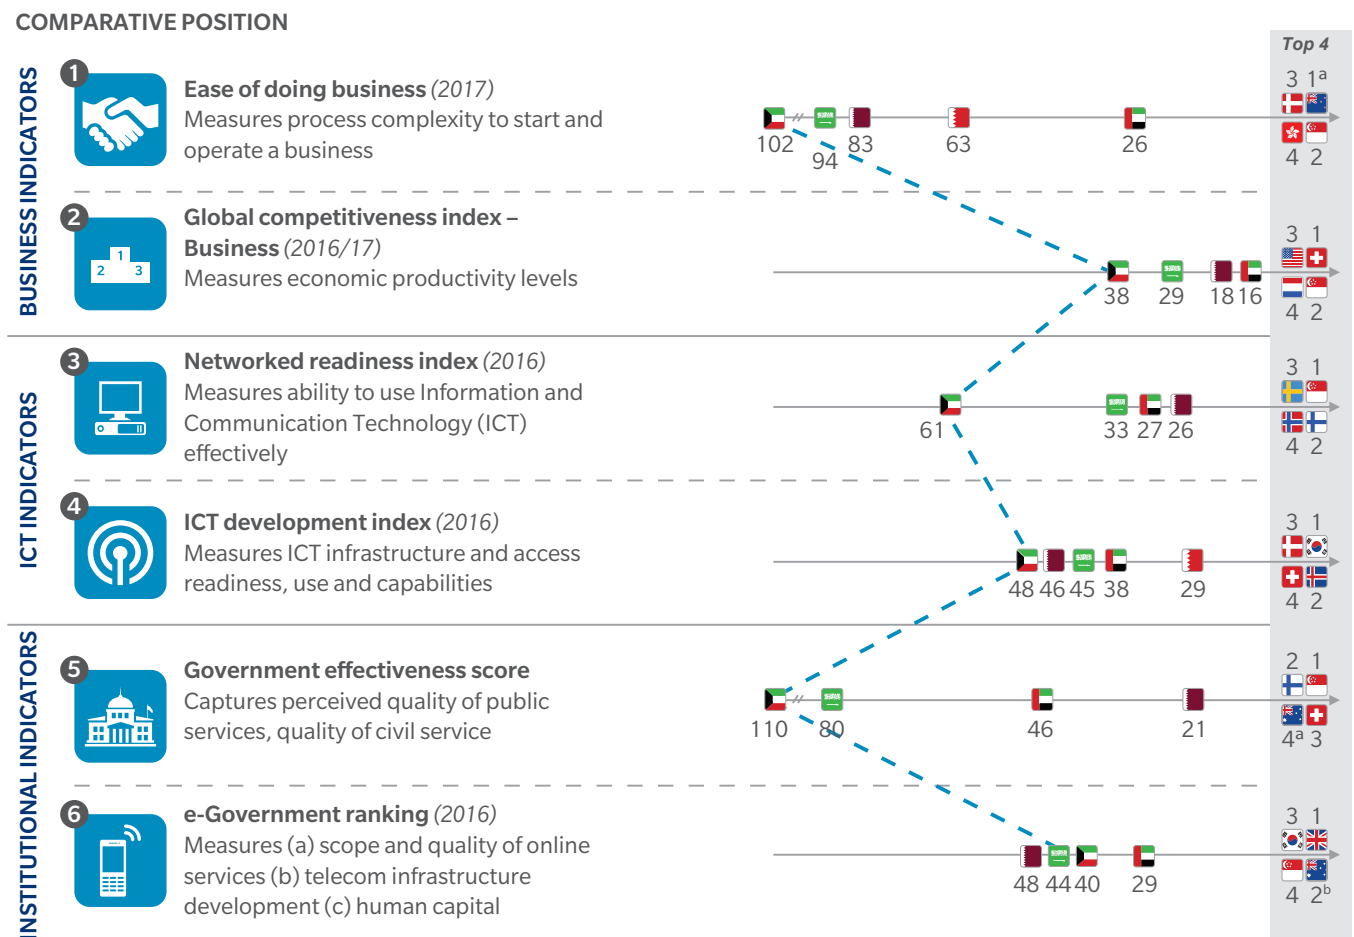 COMPARATIVE POSITION
Top 4
BUSINESS INDICATORS
1
Ease of doing business (2017)
Measures process complexity to start and
operate a business
102 94 83 63 26
3 1ª
4 2
2
Global competitiveness index –
Business (2016/17)
Measures economic productivity levels
1
2 3
38 29 18 16
3 1
4 2
ICT INDICATORS
3
Networked readiness index (2016)
Measures ability to use Information and
Communication Technology (ICT)
effectively
61 33 27 26
3 1
4 2
4
ICT development index (2016)
Measures ICT infrastructure and access
readiness, use and capabilities
48 46 45 38 29
3 1
4 2
INSTITUTIONAL INDICATORS
5
Government effectiveness score
Captures perceived quality of public
services, quality of civil service
110 80 46 21
2 1
4ª 3
6
e-Government ranking (2016)
Measures (a) scope and quality of online
services (b) telecom infrastructure
development (c) human capital
48 44 40 29
3 1
4 2ᵇ